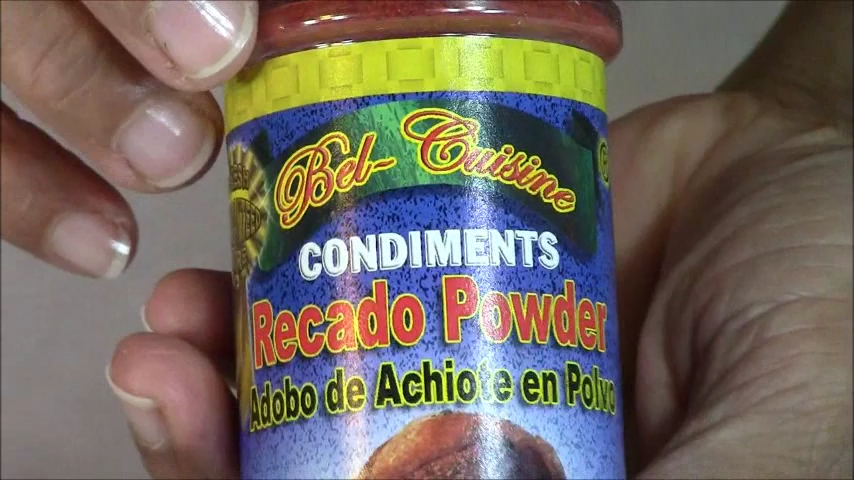 Bel-Cuisine
CONDIMENTS
Recado Powder
Adobo de Achiote en Polvo